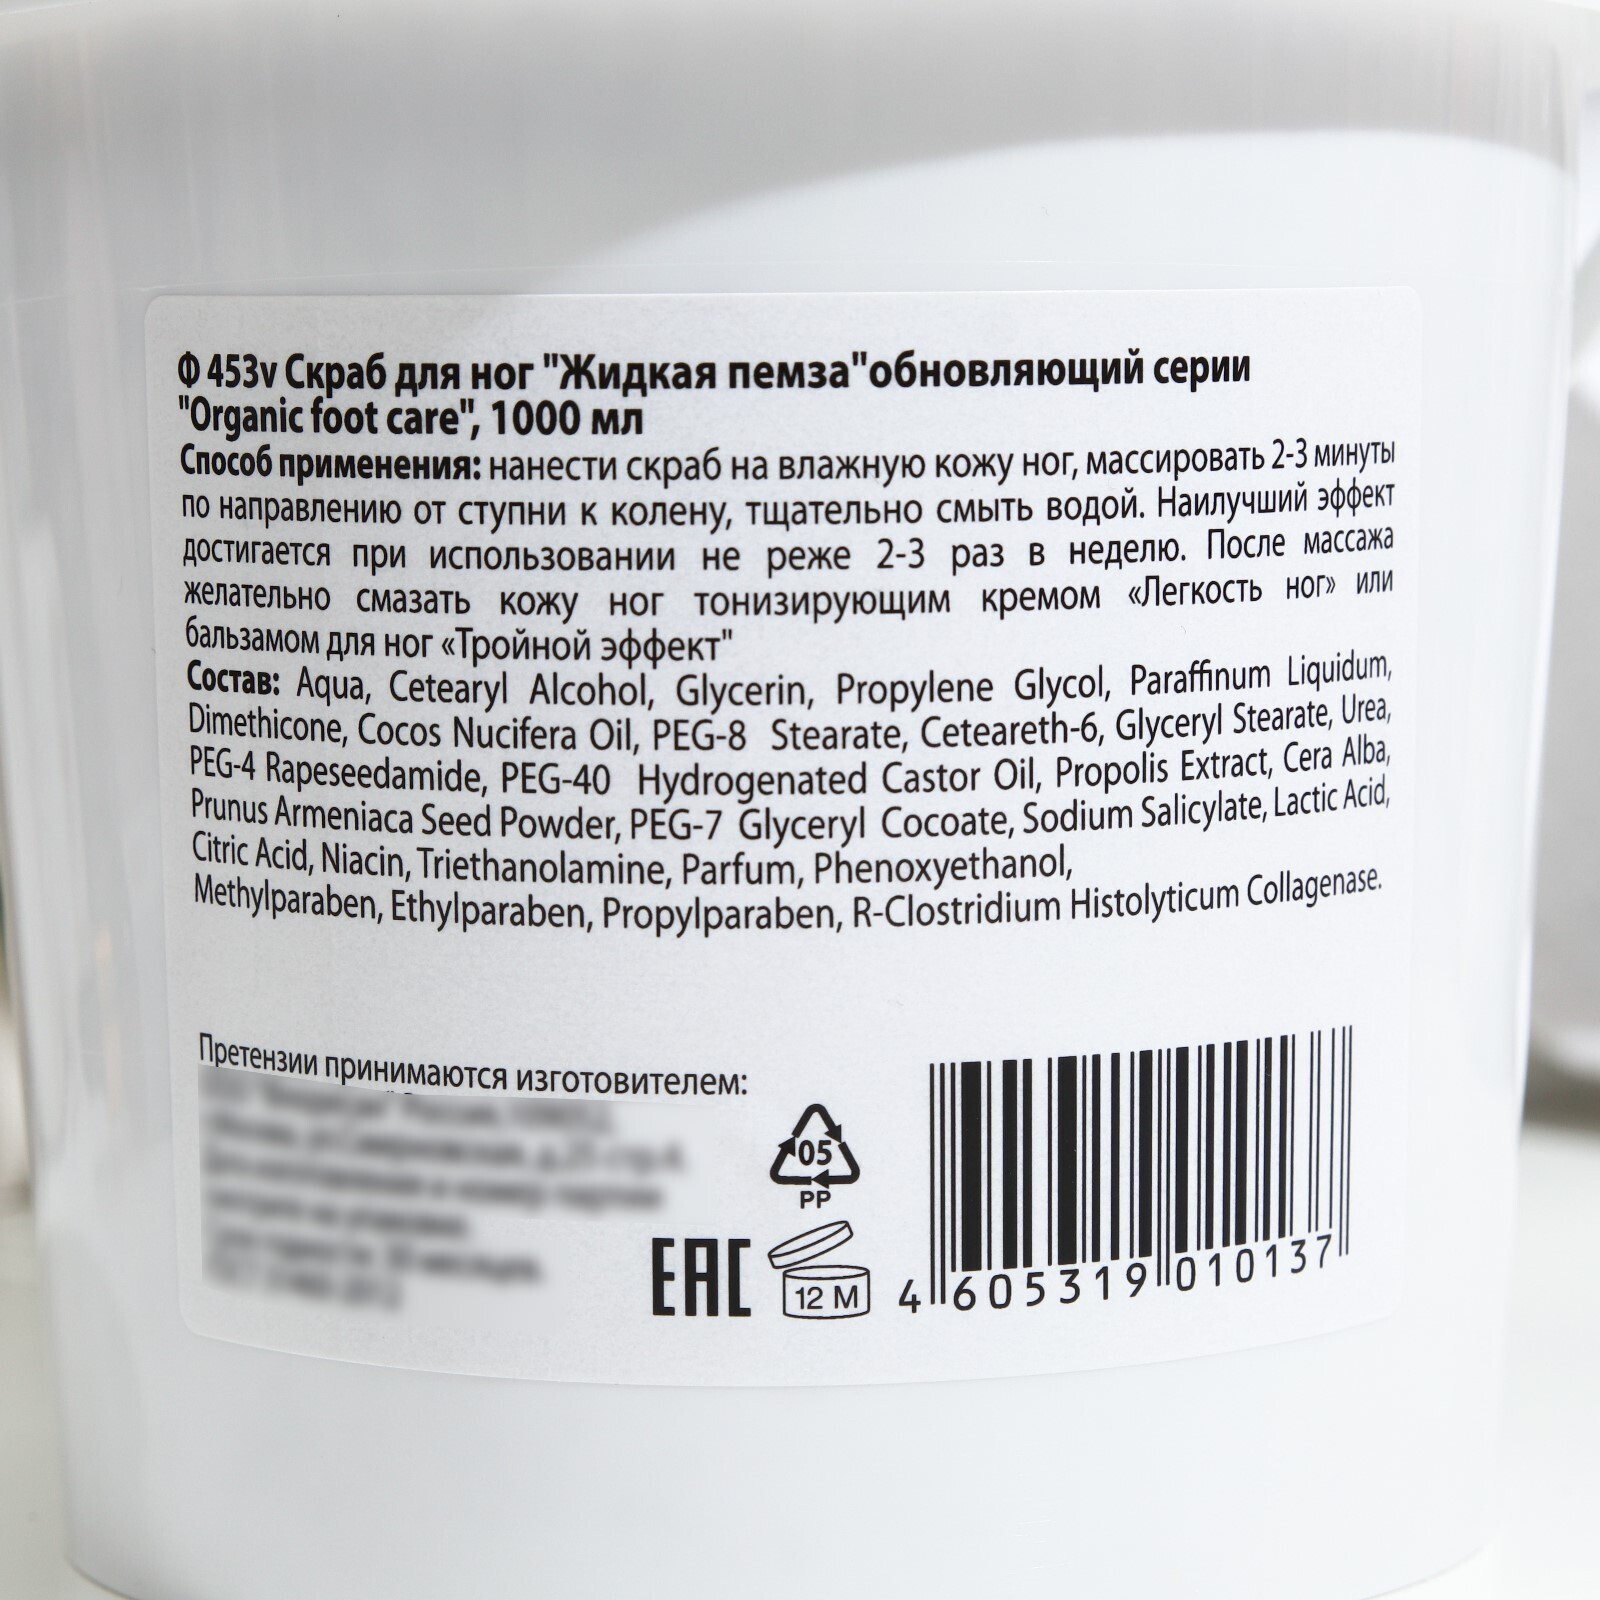 Ф 453v Скраб для ног "Жидкая пемза"обновляющий серии
"Organic foot care", 1000 мл
Способ применения: нанести скраб на влажную кожу ног, массировать 2-3 минуты
по направлению от ступни к колену, тщательно смыть водой. Наилучший эффект
достигается при использовании не реже 2-3 раз в неделю. После массажа
желательно смазать кожу ног тонизирующим кремом «Легкость ног» или
бальзамом для ног «Тройной эффект"
Состав: Aqua, Cetearyl Alcohol, Glycerin, Propylene Glycol, Paraffinum Liquidum,
Dimethicone, Cocos Nucifera Oil, PEG-8 Stearate, Ceteareth-6, Glyceryl Stearate, Urea,
PEG-4 Rapeseedamide, PEG-40 Hydrogenated Castor Oil, Propolis Extract, Cera Alba,
Prunus Armeniaca Seed Powder, PEG-7 Glyceryl Cocoate, Sodium Salicylate, Lactic Acid,
Citric Acid, Niacin, Triethanolamine, Parfum, Phenoxyethanol,
Methylparaben, Ethylparaben, Propylparaben, R-Clostridium Histolyticum Collagenase.
Претензии принимаются изготовителем:
05
PP
EAC
12 M
4 605319 010137